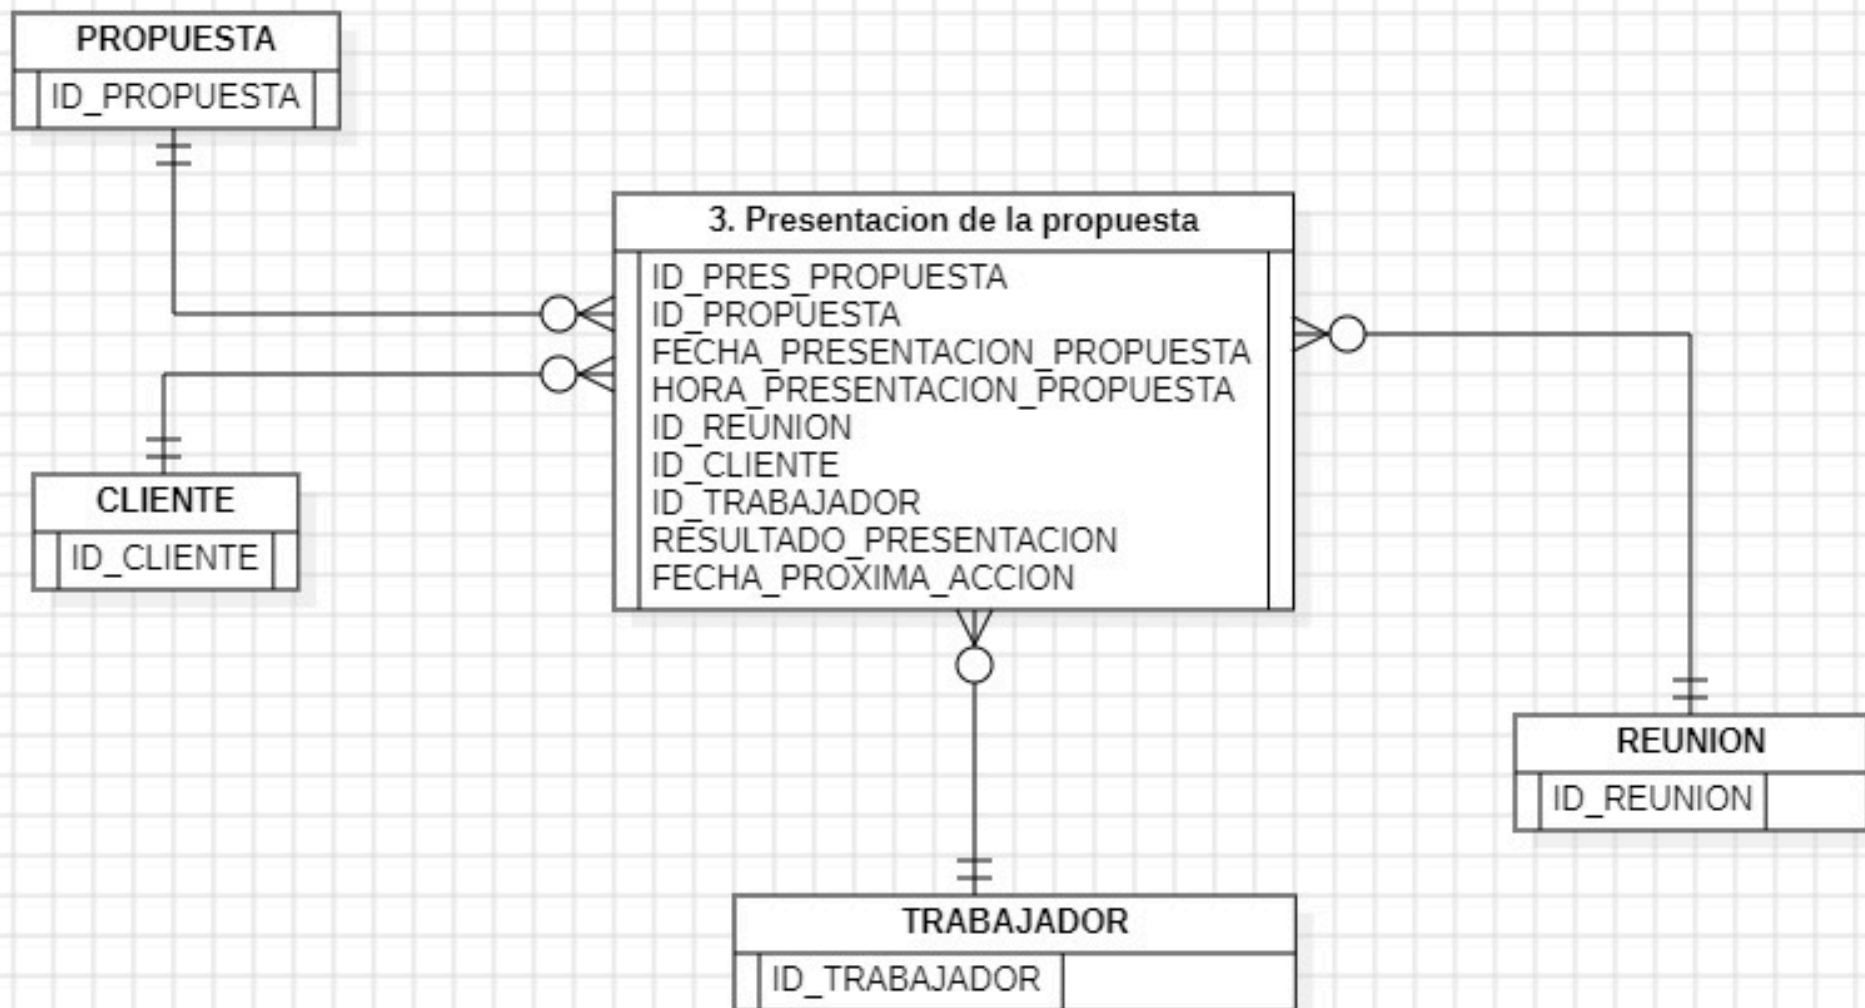 PROPUESTA
ID_PROPUESTA
3. Presentacion de la propuesta
ID_PRES_PROPUESTA
ID_PROPUESTA
FECHA_PRESENTACION_PROPUESTA
HORA_PRESENTACION_PROPUESTA
ID_REUNION
ID_CLIENTE
ID_TRABAJADOR
RESULTADO_PRESENTACION
FECHA_PROXIMA_ACCION
CLIENTE
ID_CLIENTE
REUNION
ID_REUNION
TRABAJADOR
ID_TRABAJADOR